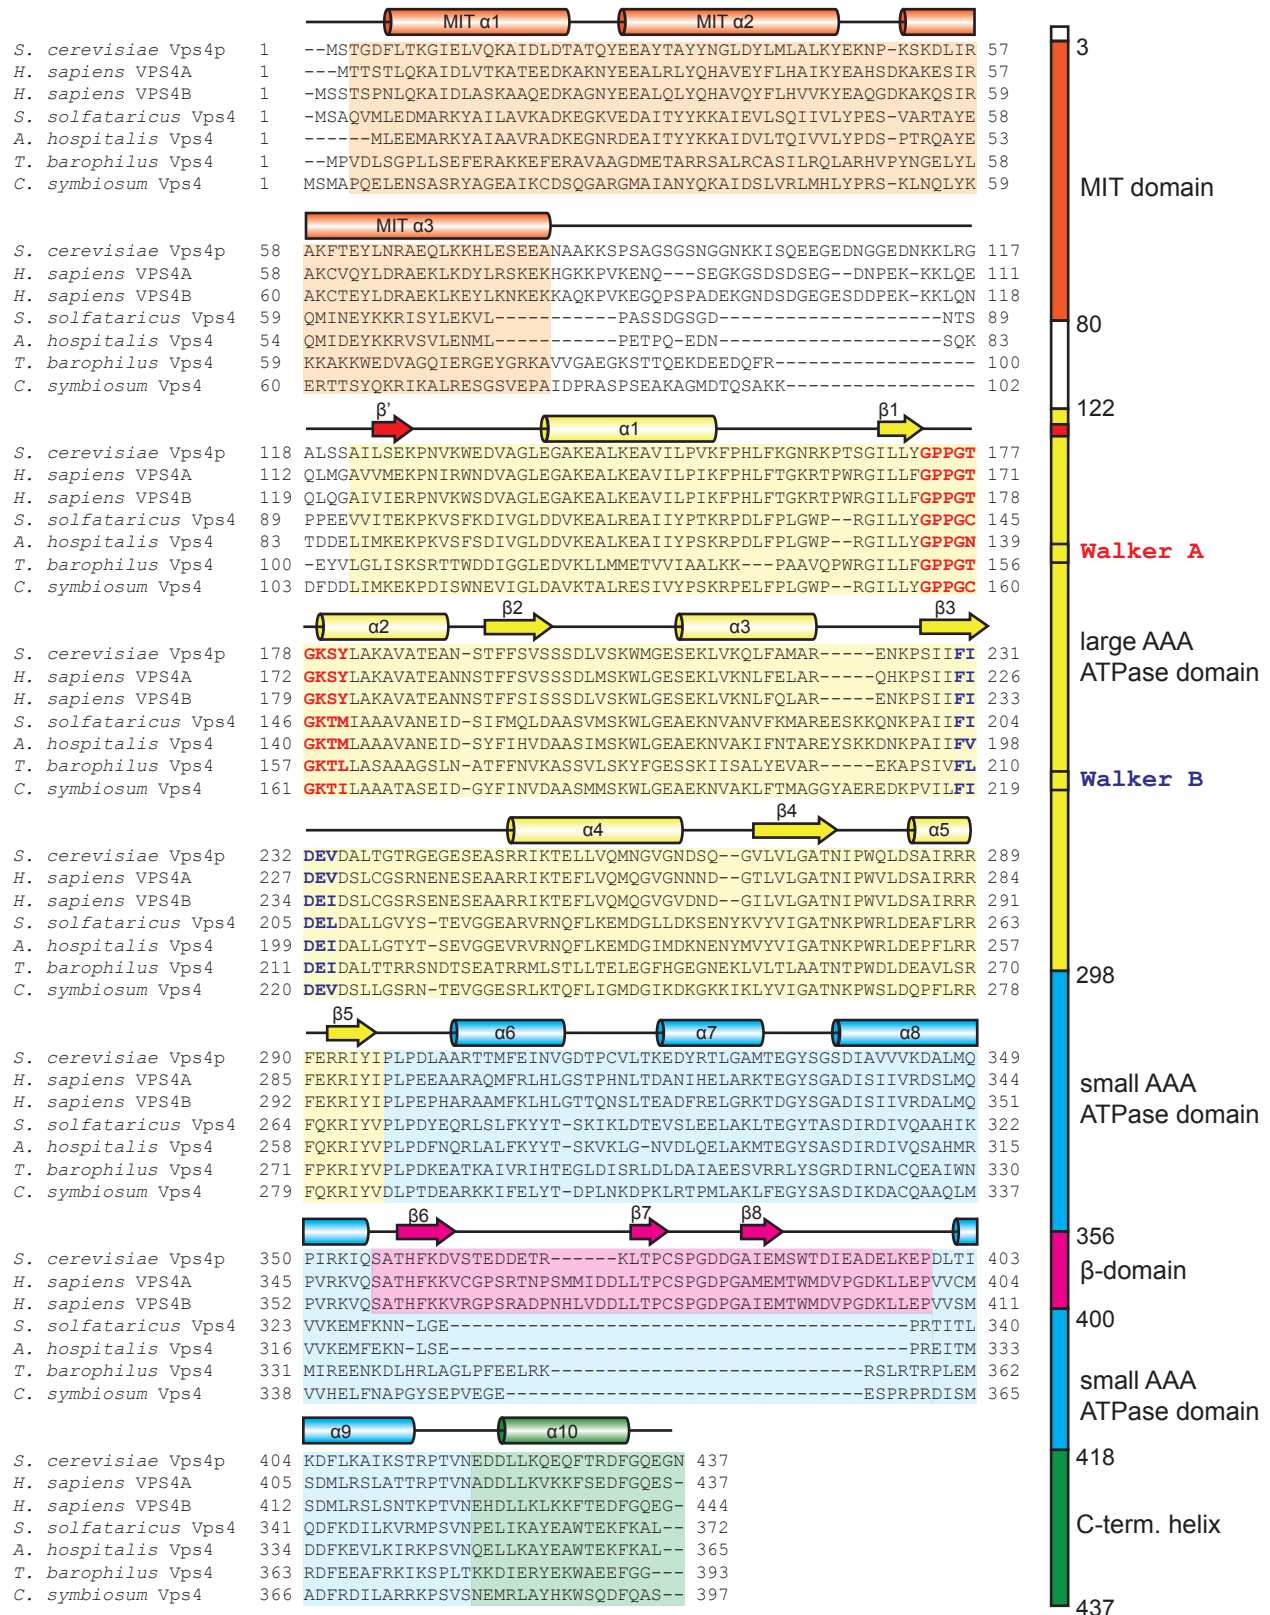 MIT α1 MIT α2
S. cerevisiae Vps4p 1 --MSTGDFLTKGIELVQKAIDLDTATQYEEAYTAYYNGLDYLMLALKYEKNP-KSKDLIR 57
H. sapiens VPS4A 1 ---MTTSTLQKAIDLVTKATEEDKAKNYEEALRLYQHAVEYFLHAIKYEAHSDKAKESIR 57
H. sapiens VPS4B 1 -MSSTSPNLQKAIDLASKAAQEDKAGNYEEALQLYQHAVQYFLHVVKYEAQGDKAKQSIR 59
S. solfataricus Vps4 1 -MSAQVMLEDMARKYAILAVKADKEGKVEDAITYYKKAIEVLSQIIVLYPES-VARTAYE 58
A. hospitalis Vps4 1 -----MLEEMARKYAIAAVRADKEGNRDEAITYYKKAIVLTQIVVLYPDS-PTRQAYE 53
T. barophilus Vps4 1 --MPVDLSGPLLSEFERAKKEFERAVAAGDMETARRSALRCASILRQLARHVPYNGELYL 58
C. symbiosum Vps4 1 MSMAPQELENSASRYAGEAIKCDSQGARGMAIANYQKAIDSLVRLMHLYPRS-KLNQLYK 59
MIT α3
S. cerevisiae Vps4p 58 AKFTEYLNRAEQLKKHLESEEANAAKKSPSAGSGSNGGNKKISQEEGEDNGGEDNKKLRG 117
H. sapiens VPS4A 58 AKCVQYLDRAEKLKDYLRSKEKHGKKPVKENQ---SEGKGSDSDSEG--DNPEK-KKLQE 111
H. sapiens VPS4B 60 AKCTEYLDRAEKLKEYLKNKEKKAQKPVKEGQPSPADEKGNDSDGEGESDDPEK-KKLQN 118
S. solfataricus Vps4 59 QMINEYKKRISYLEKVL-----------PASSDGSGD--------------------NTS 89
A. hospitalis Vps4 54 QMIDEYKKRVSVLENML-----------PETPQ-EDN--------------------SQK 83
T. barophilus Vps4 59 KKAKKWEDVAGQIERGEYGRKAVVGAEGKSTTQEKDEEDQFR------------------ 100
C. symbiosum Vps4 60 ERTTSYQKRIKALRESGSVEPAIDPRASPSEAKAGMDTQSAKK----------------- 102
β' α1 β1
S. cerevisiae Vps4p 118 ALSSAILSEKPNVKWEDVAGLEGAKEALKEAVILPVKFPHLFKGNRKPTSGILLYGPPGT 177
H. sapiens VPS4A 112 QLMGAVVMEKPNIRWNDVAGLEGAKEALKEAVILPIKFPHLFTGKRTPWRGILLFGPPGT 171
H. sapiens VPS4B 119 QLQGAIVIERPNVKWSDVAGLEGAKEALKEAVILPIKFPHLFTGKRTPWRGILLFGPPGT 178
S. solfataricus Vps4 89 PPEEVVITEKPKVSFKDIVGLDDVKEALREAIIYPTKRPDLFPLGWP--RGILLYGPPGC 145
A. hospitalis Vps4 83 TDDELIMKEKPKVSFKDIVGLDDVKEALKEAIIYPSKRPDLFPLGWP--RGILLYGPPGN 139
T. barophilus Vps4 100 -EYVLGLISKSRTTWDDIGGLEDVKLLMMETVVIAALKK---PAAVQPWRGILLYGPPGT 156
C. symbiosum Vps4 103 DFDDLIMKEKPDISWNEVIGLDAVKTALRESIVYPSKRPELFPLGWP--RGILLYGPPGC 160
α2 β2 α3 β3
S. cerevisiae Vps4p 178 GKSYLAKAVATEAN-STFFSVSSSDLVSKWMGESEKLVKQLFAMAR-----ENKPSIIFI 231
H. sapiens VPS4A 172 GKSYLAKAVATEANNSTFFSVSSSDLMSKWLGESEKLVKNLFELAR-----QHKPSIIFI 226
H. sapiens VPS4B 179 GKSYLAKAVATEANNSTFFSISSSDLVSKWLGESEKLVKNLFQLAR-----ENKPSIIFI 233
S. solfataricus Vps4 146 GKTMIAAAVANEID-SIFMQLDAASVMSKWLGEAEKNVANVFKMAREESKKQNKPAIIFI 204
A. hospitalis Vps4 140 GKTMLAAAVANEID-SYFIHVDAASIMSKWLGEAEKNVAKIFNTAREYSKKDNKPAIIFV 198
T. barophilus Vps4 157 GKTLLASAAAGSLN-ATFFNVKASSVLSKYFGESSKIISALYEVAR-----EKAPSIVFL 210
C. symbiosum Vps4 161 GKTILAAATASEID-GYFINVDAASMMSKWLGEAEKNVAKLFTMAGGYAEREDKPVILFI 219
α4 β4 α5
S. cerevisiae Vps4p 232 DEVDALTGTRGEGESEASRRIKTELLVQMNGVGNDSQ--GVLVLGATNIPWQLDSAIRRR 289
H. sapiens VPS4A 227 DEVDSLCGSRNENESEAARRIKTEFLVQMQGVGNNND--GTLVLGATNIPWVLDSAIRRR 284
H. sapiens VPS4B 234 DEIDSLCGSRSENESEAARRIKTEFLVQMQGVGVDND--GILVLGATNIPWVLDSAIRRR 291
S. solfataricus Vps4 205 DELDALLGVYS-TEVGGEARVRNQFLKEMDGLLDKSENYKVYVIGATNKPWRLDEAFLRR 263
A. hospitalis Vps4 199 DEIDALLGTYT-SEVGGEVRVRNQFLKEMDGIMDKNENYMVYVIGATNKPWRLDEPFLRR 257
T. barophilus Vps4 211 DEIDALTTRRSNDTSEATRRMLSTLLTELEGFHGEGNEKLVLTLAATNTPWDLDEAVLSR 270
C. symbiosum Vps4 220 DEVDSLLGSRN-TEVGGESRLKTQFLIGMDGIKDKGKKIKLYVIGATNKPWSLDQPFLRR 278
β5 α6 α7 α8
S. cerevisiae Vps4p 290 FERRIYIPLPDLAARTTMFEINVGDTPCVLTKEDYRTLGAMTEGYSGSDIAVVVKDALMQ 349
H. sapiens VPS4A 285 FEKRIYIPLPEEAARAQMFRLHLGSTPHNLTDANIHELARKTEGYSGADISIIVRDSLMQ 344
H. sapiens VPS4B 292 FEKRIYIPLPEPHARAAMFKLHLGTTQNSLTEADFRELGRKTDGYSGADISIIVRDALMQ 351
S. solfataricus Vps4 264 FQKRIYVPLPDYEQRLSLFKYYT-SKIKLDTEVSLEELAKLTEGYTASDIRDIVQAAHIK 322
A. hospitalis Vps4 258 FQKRIYIPLPDFNQRLALFKYYT-SKVKLG-NVDLQELAKMTEGYSASDIRDIVQSAHMR 315
T. barophilus Vps4 271 FPKRIYVPLPDKEATKAIVRIHTEGLDISRLDLDAIAEESVRRLYSGRDIRNLCQEAIWN 330
C. symbiosum Vps4 279 FQKRIYVDLPTDEARKKIFELYT-DPLNKDPKLRTPMLAKLFEGYSASDIKDACQAAQLM 337
β6 β7 β8
S. cerevisiae Vps4p 350 PIRKIQSATHFKDVSTEDDETR------KLTPCSPGDDGAIEMSWTDIEADELKEPDLTI 403
H. sapiens VPS4A 345 PVRKVQSATHFKKVCGPSRTNPSMMIDDLLTPCSPGDPGAMEMTWMDVPGDKLLEPVVCM 404
H. sapiens VPS4B 352 PVRKVQSATHFKKVRGPSRADPNHLVDDLLTPCSPGDPGAIEMTWMDVPGDKLLEPVVSM 411
S. solfataricus Vps4 323 VVKEMFKNN-LGE-----------------------------------------PRTITL 340
A. hospitalis Vps4 316 VVKEMFEKN-LSE-----------------------------------------PREITM 333
T. barophilus Vps4 331 MIREENKDLHRLAGLPFEELRK----------------------------RSLRTRPLEM 362
C. symbiosum Vps4 338 VVHELFNAPGYSEPVEGE--------------------------------ESPRPRDISM 365
α9 α10
S. cerevisiae Vps4p 404 KDFLKAIKSTRPTVNEDDLLKQEQFTRDFGQEGN 437
H. sapiens VPS4A 405 SDMLRSLATTRPTVNADDLLKVKKFSEDFGQES- 437
H. sapiens VPS4B 412 SDMLRSLSNTKPTVNEHDLLKLKKFTEDFGQEG- 444
S. solfataricus Vps4 341 QDFKDILKVRMPSVNPELIKAYEAWTEKFKAL-- 372
A. hospitalis Vps4 334 DDFKEVLKIRKPSVNQELLKAYEAWTEKFKAL-- 365
T. barophilus Vps4 363 RDFEEAFRKIKSPLTKKDIERYEKWAEEFGG--- 393
C. symbiosum Vps4 366 ADFRDILARRKPSVSNEMRLAYHKWSQDFQAS-- 397
3
MIT domain
80
122
Walker A
large AAA
ATPase domain
Walker B
298
small AAA
ATPase domain
356
β-domain
400
small AAA
ATPase domain
418
C-term. helix
437